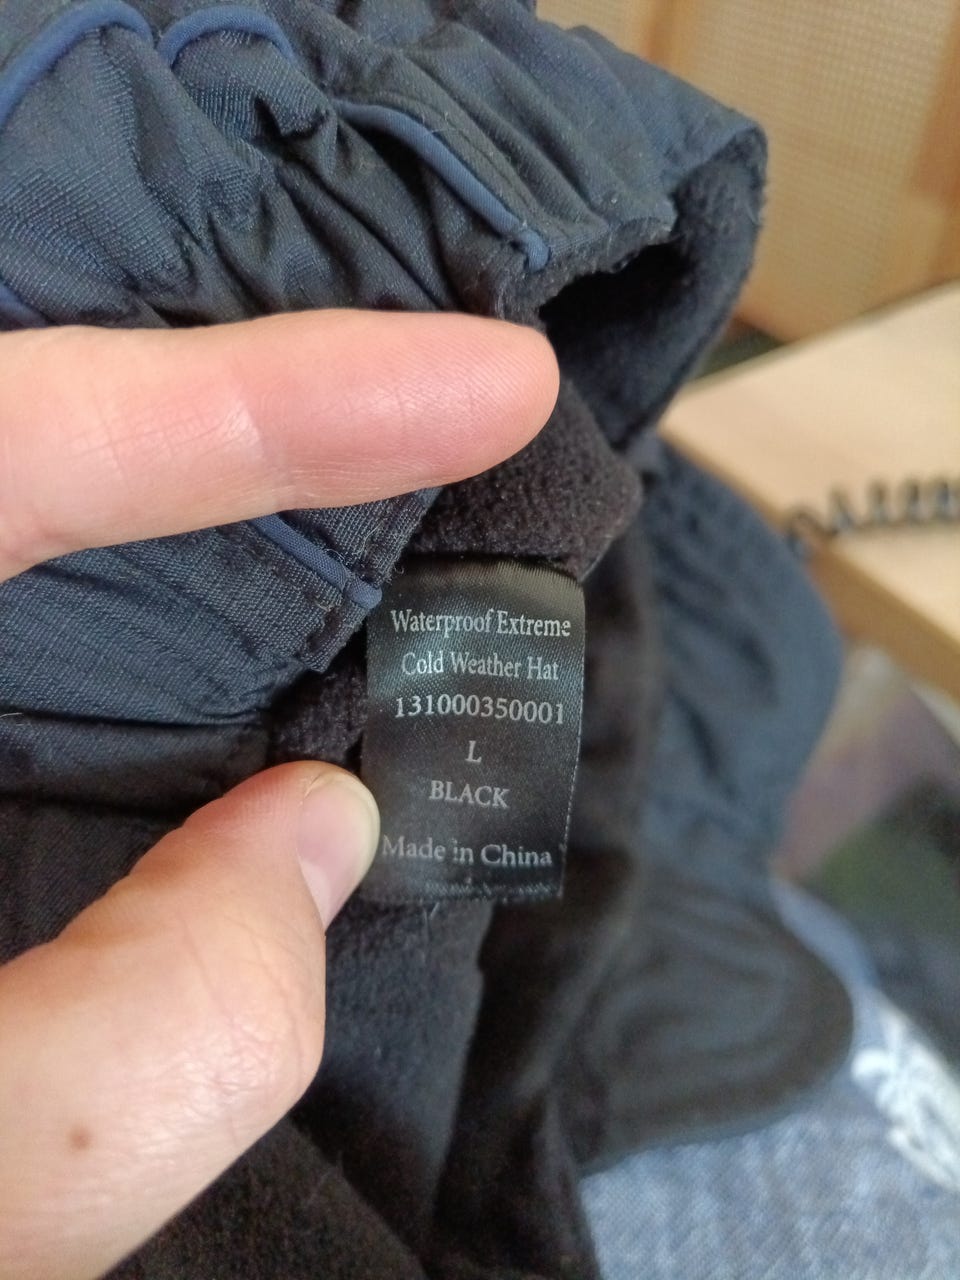 Waterproof Extreme
Cold Weather Hat
131000350001
L
BLACK
Made in China